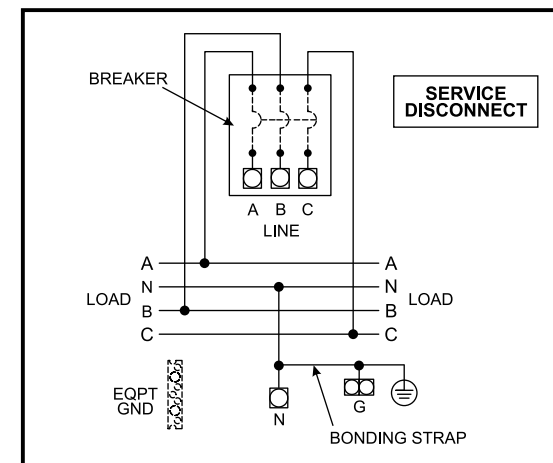 BREAKER
SERVICE
DISCONNECT
A B C
LINE
A A
N N
LOAD LOAD
B B
C C
EQPT
GND
N
G
BONDING STRAP